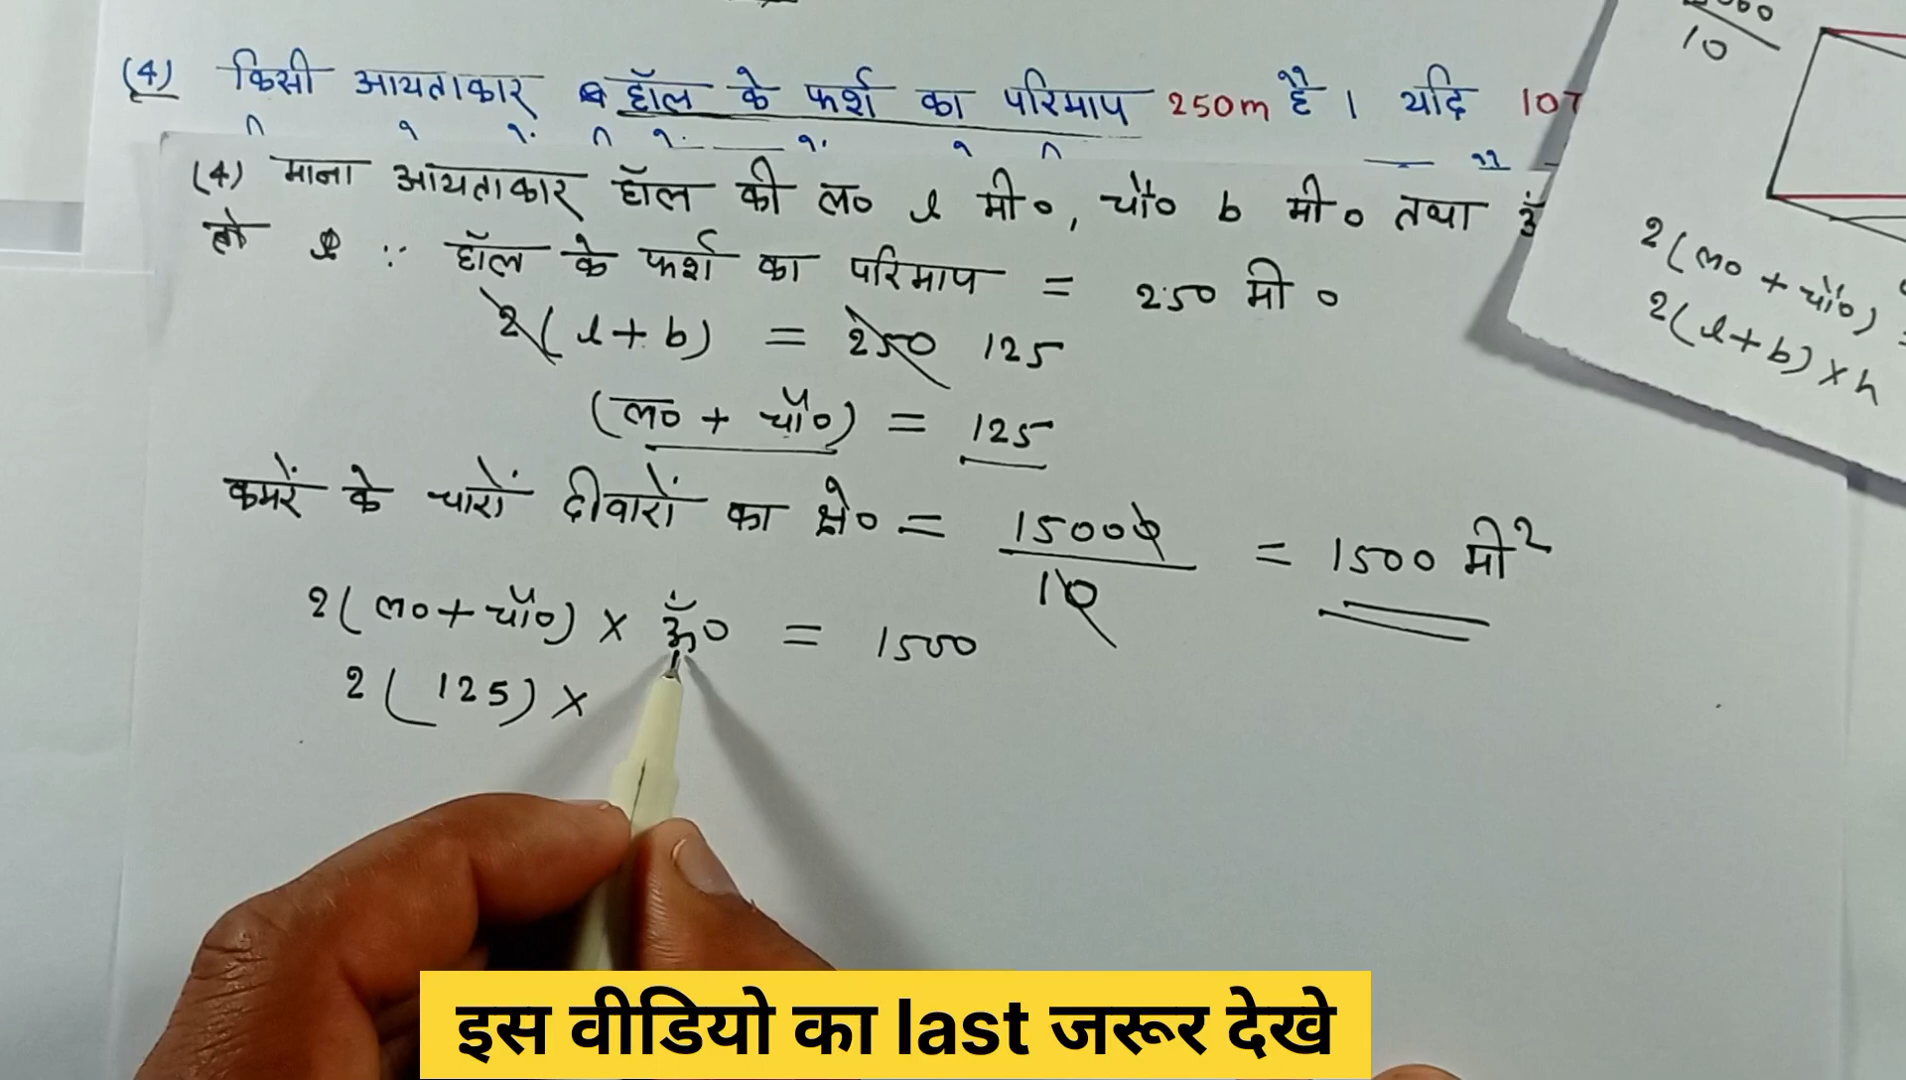 (4) किसी आयताकार हॉल के फर्श का परिमाप 250m है । यदि 10
(4) माना आयताकार हॉल की ल० l मी०, चौ० b मी० तथा
तो ∵ हॉल के फर्श का परिमाप = 250 मी०
2(l+b) = 250 125
(ल० + चौ०) = 125
कमरें के चारों दीवारों का क्षे० = 15000/10 = 1500 मी²
2(ल०+चौ०) × ऊँ० = 1500
2(125) ×
10
2(ल० + चौ०)
2(l+b)×h
इस वीडियो का last जरूर देखे